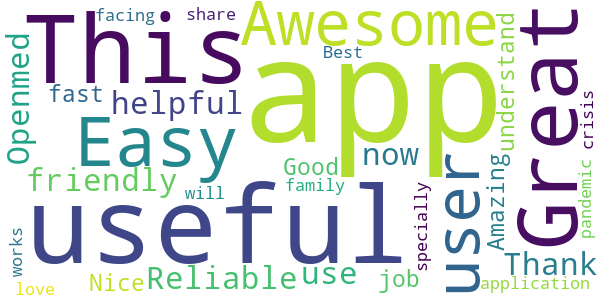 facing
share
This
Awesome
Best
Openmed
fast
helpful
app
Great
understand
crisis
Easy
now
Good
friendly
family
will
useful
user
Amazing
specially
pandemic
works
love
Nice
Reliable
use
job
Thank
application